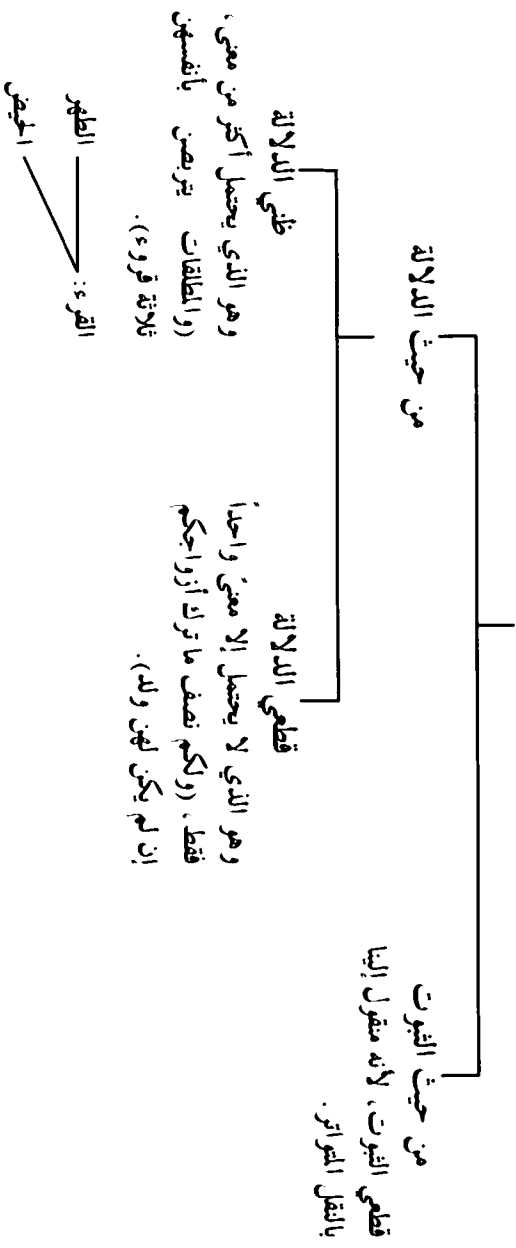 من حيث الثبوت
قطعي الثبوت، لأنه منقول إلينا
بالنقل المتواتر.
من حيث الدلالة
قطعي الدلالة
وهو الذي لا يحتمل إلا معنىً واحداً
فقط، (ولكم نصف ما ترك أزواجكم
إن لم يكن لهن ولد).
ظني الدلالة
وهو الذي يحتمل أكثر من معنى،
(والمطلقات يتربصن بأنفسهن
ثلاثة قروء).
القرء:
الطهر
الحيض